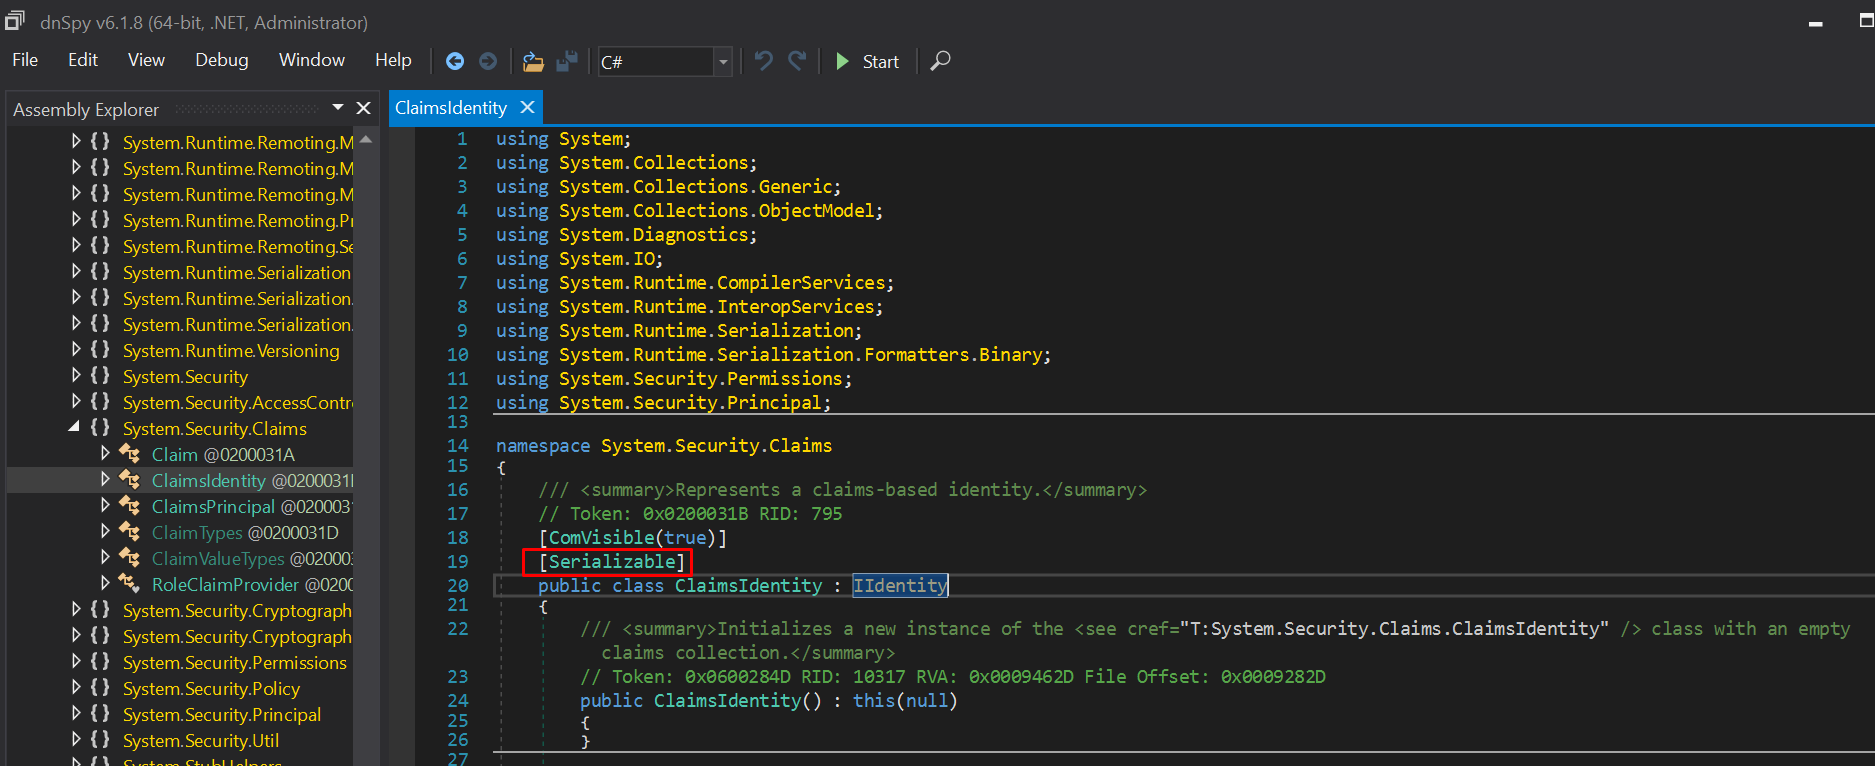 dnSpy v6.1.8 (64-bit, .NET, Administrator)
File Edit View Debug Window Help C# Start
Assembly Explorer
System.Runtime.Remoting.M
System.Runtime.Remoting.M
System.Runtime.Remoting.M
System.Runtime.Remoting.Pr
System.Runtime.Remoting.Se
System.Runtime.Serialization
System.Runtime.Serialization.
System.Runtime.Serialization.
System.Runtime.Versioning
{} System.Security
{} System.Security.AccessContr
{} System.Security.Claims
Claim @0200031A
ClaimsIdentity @0200031
ClaimsPrincipal @0200031
ClaimTypes @0200031D
ClaimValueTypes @02000
RoleClaimProvider @0200
{} System.Security.Cryptograph
{} System.Security.Cryptograph
{} System.Security.Permissions
{} System.Security.Policy
{} System.Security.Principal
{} System.Security.Util
System.StubHelpers
ClaimsIdentity
1 using System;
2 using System.Collections;
3 using System.Collections.Generic;
4 using System.Collections.ObjectModel;
5 using System.Diagnostics;
6 using System.IO;
7 using System.Runtime.CompilerServices;
8 using System.Runtime.InteropServices;
9 using System.Runtime.Serialization;
10 using System.Runtime.Serialization.Formatters.Binary;
11 using System.Security.Permissions;
12 using System.Security.Principal;
13
14 namespace System.Security.Claims
15 {
16 /// <summary>Represents a claims-based identity.</summary>
17 // Token: 0x0200031B RID: 795
18 [ComVisible(true)]
19 [Serializable]
20 public class ClaimsIdentity : IIdentity
21 {
22 /// <summary>Initializes a new instance of the <see cref="T:System.Security.Claims.ClaimsIdentity" /> class with an empty
claims collection.</summary>
23 // Token: 0x0600284D RID: 10317 RVA: 0x0009462D File Offset: 0x0009282D
24 public ClaimsIdentity() : this(null)
25 {
26 }
27